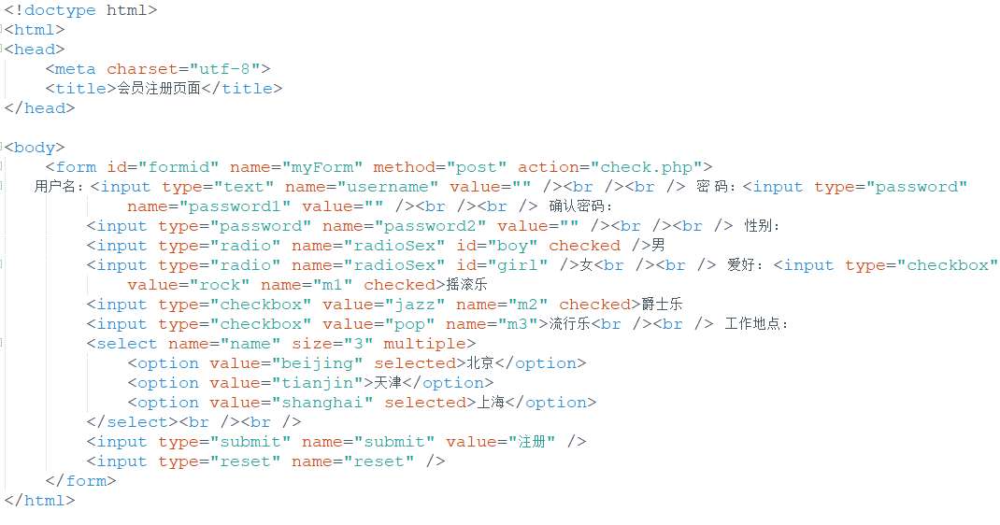 <!doctype html>
<html>
<head>
<meta charset="utf-8">
<title>会员注册页面</title>
</head>
<body>
<form id="formid" name="myForm" method="post" action="check.php">
用户名：<input type="text" name="username" value="" /><br /><br /> 密 码：<input type="password"
name="password1" value="" /><br /><br /> 确认密码：
<input type="password" name="password2" value="" /><br /><br /> 性别：
<input type="radio" name="radioSex" id="boy" checked />男
<input type="radio" name="radioSex" id="girl" />女<br /><br /> 爱好：<input type="checkbox"
value="rock" name="m1" checked>摇滚乐
<input type="checkbox" value="jazz" name="m2" checked>爵士乐
<input type="checkbox" value="pop" name="m3">流行乐<br /><br /> 工作地点：
<select name="name" size="3" multiple>
<option value="beijing" selected>北京</option>
<option value="tianjin">天津</option>
<option value="shanghai" selected>上海</option>
</select><br /><br />
<input type="submit" name="submit" value="注册" />
<input type="reset" name="reset" />
</form>
</html>